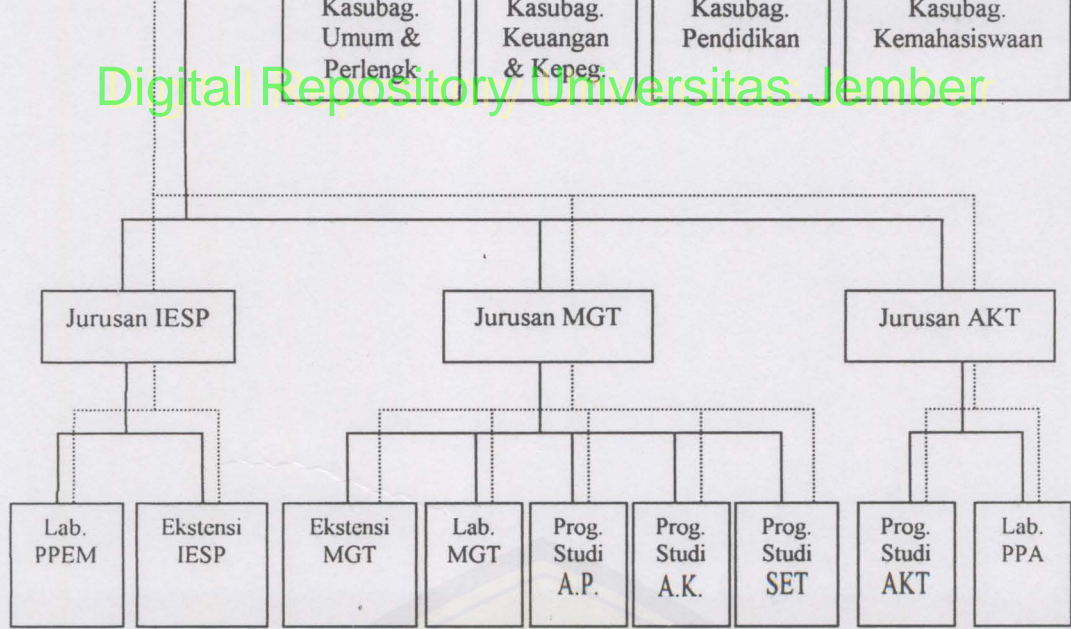 Kasubag.
Umum &
Perlengk
Kasubag.
Keuangan
& Kepeg.
Kasubag.
Pendidikan
Kasubag.
Kemahasiswaan
Digital Repository Universitas Jember
Jurusan IESP
Jurusan MGT
Jurusan AKT
Lab.
PPEM
Ekstensi
IESP
Ekstensi
MGT
Lab.
MGT
Prog.
Studi
A.P.
Prog.
Studi
A.K.
Prog.
Studi
SET
Prog.
Studi
AKT
Lab.
PPA